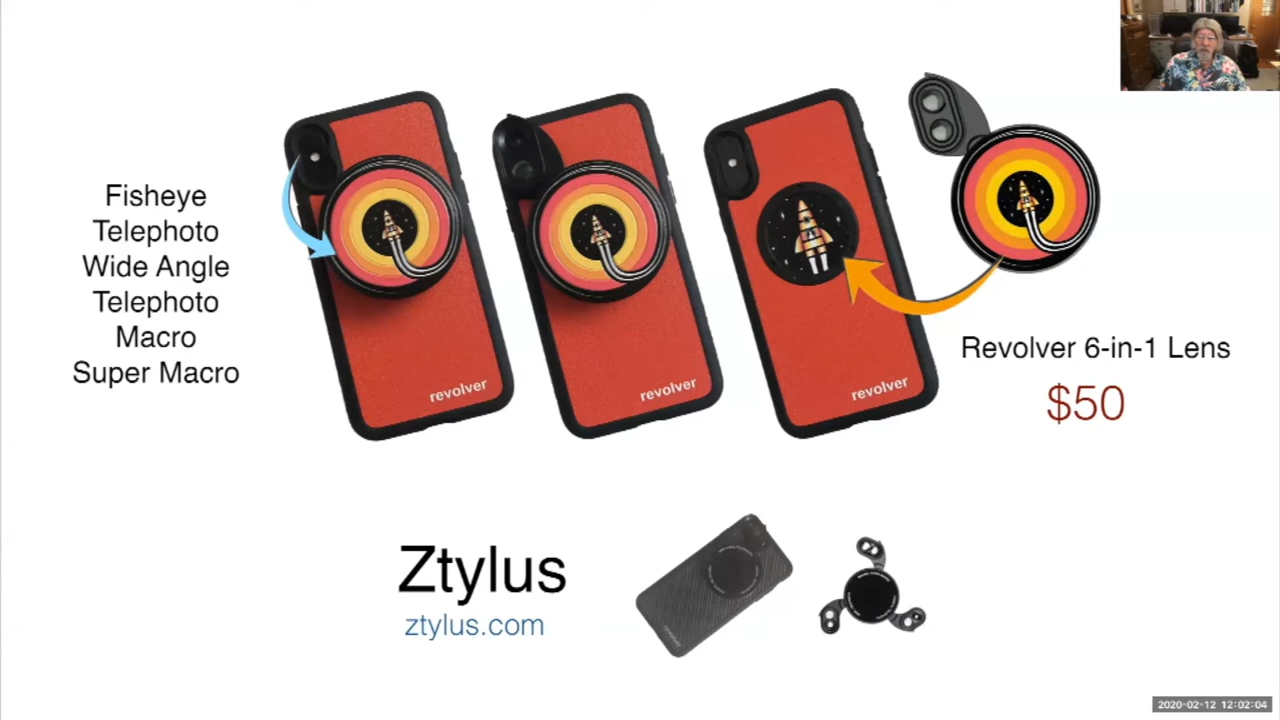 Fisheye
Telephoto
Wide Angle
Telephoto
Macro
Super Macro
revolver
revolver
revolver
Revolver 6-in-1 Lens
$50
Ztylus
ztylus.com
2020-02-12 12:02:04